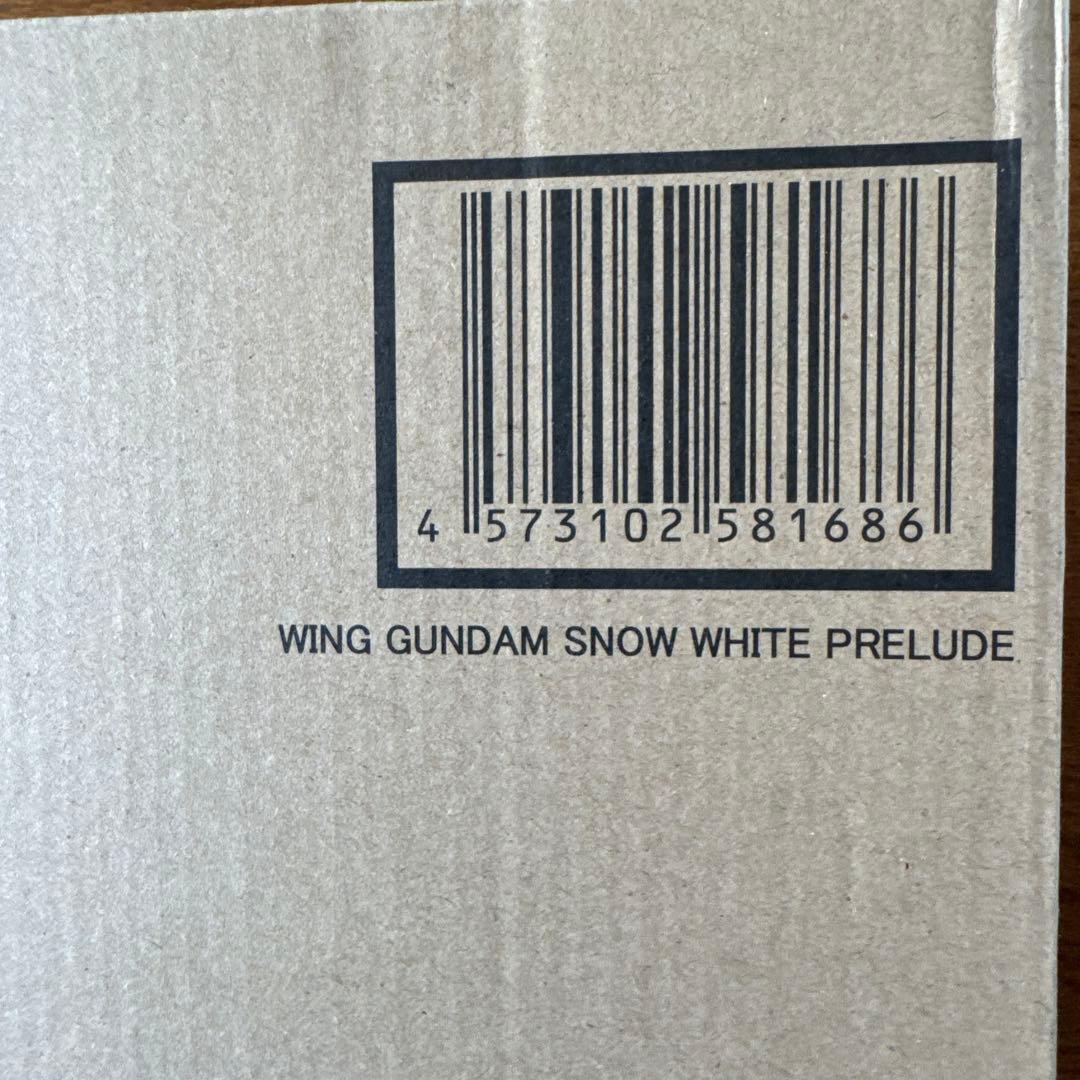 4 573102 581686
WING GUNDAM SNOW WHITE PRELUDE